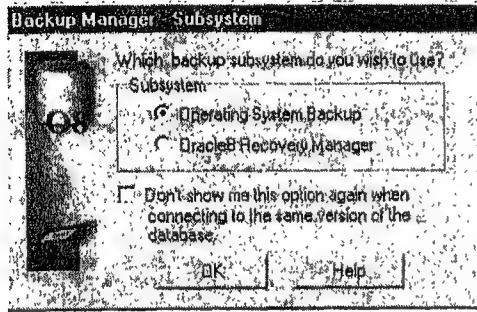 Backup Manager - Subsystem
Which backup subsystem do you wish to use?
Subsystem
Operating System Backup
Oracle8 Recovery Manager
Don't show me this option again when
connecting to the same version of the
database.
OK
Help
O8